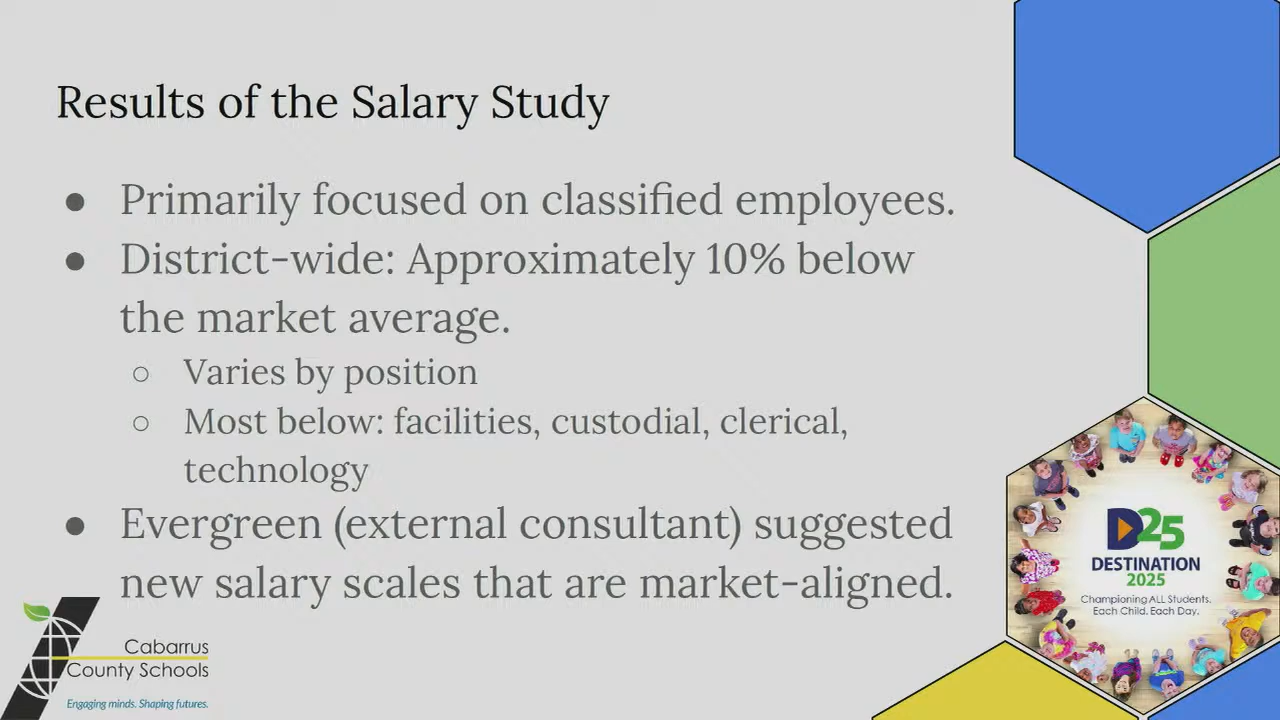 Results of the Salary Study
● Primarily focused on classified employees.
● District-wide: Approximately 10% below
the market average.
○ Varies by position
○ Most below: facilities, custodial, clerical,
technology
● Evergreen (external consultant) suggested
new salary scales that are market-aligned.
Cabarrus
County Schools
Engaging minds. Shaping futures.
D25
DESTINATION
2025
Championing ALL Students.
Each Child. Each Day.